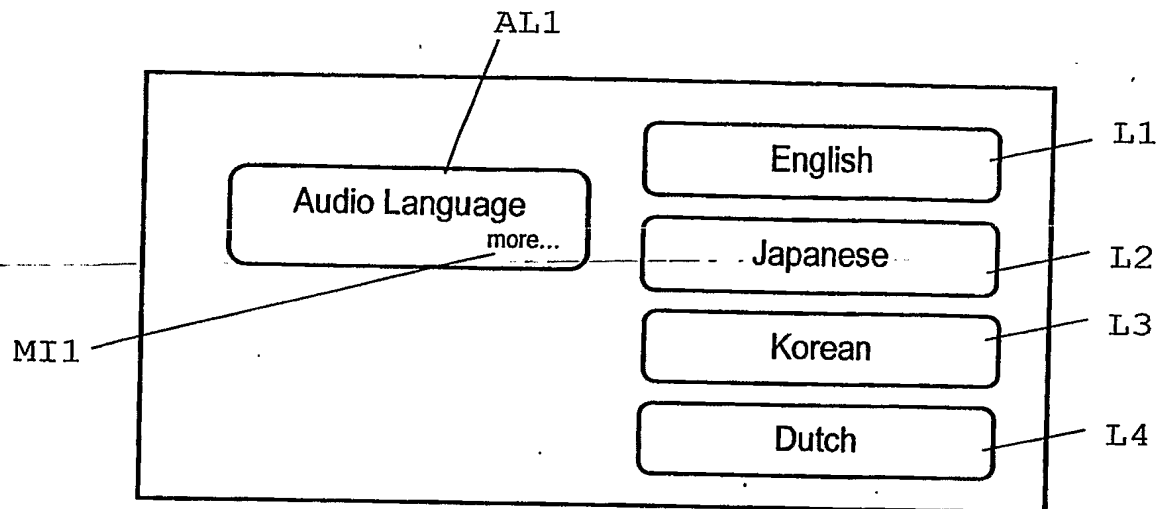 AL1
English
L1
Audio Language
more...
Japanese
L2
MI1
Korean
L3
Dutch
L4